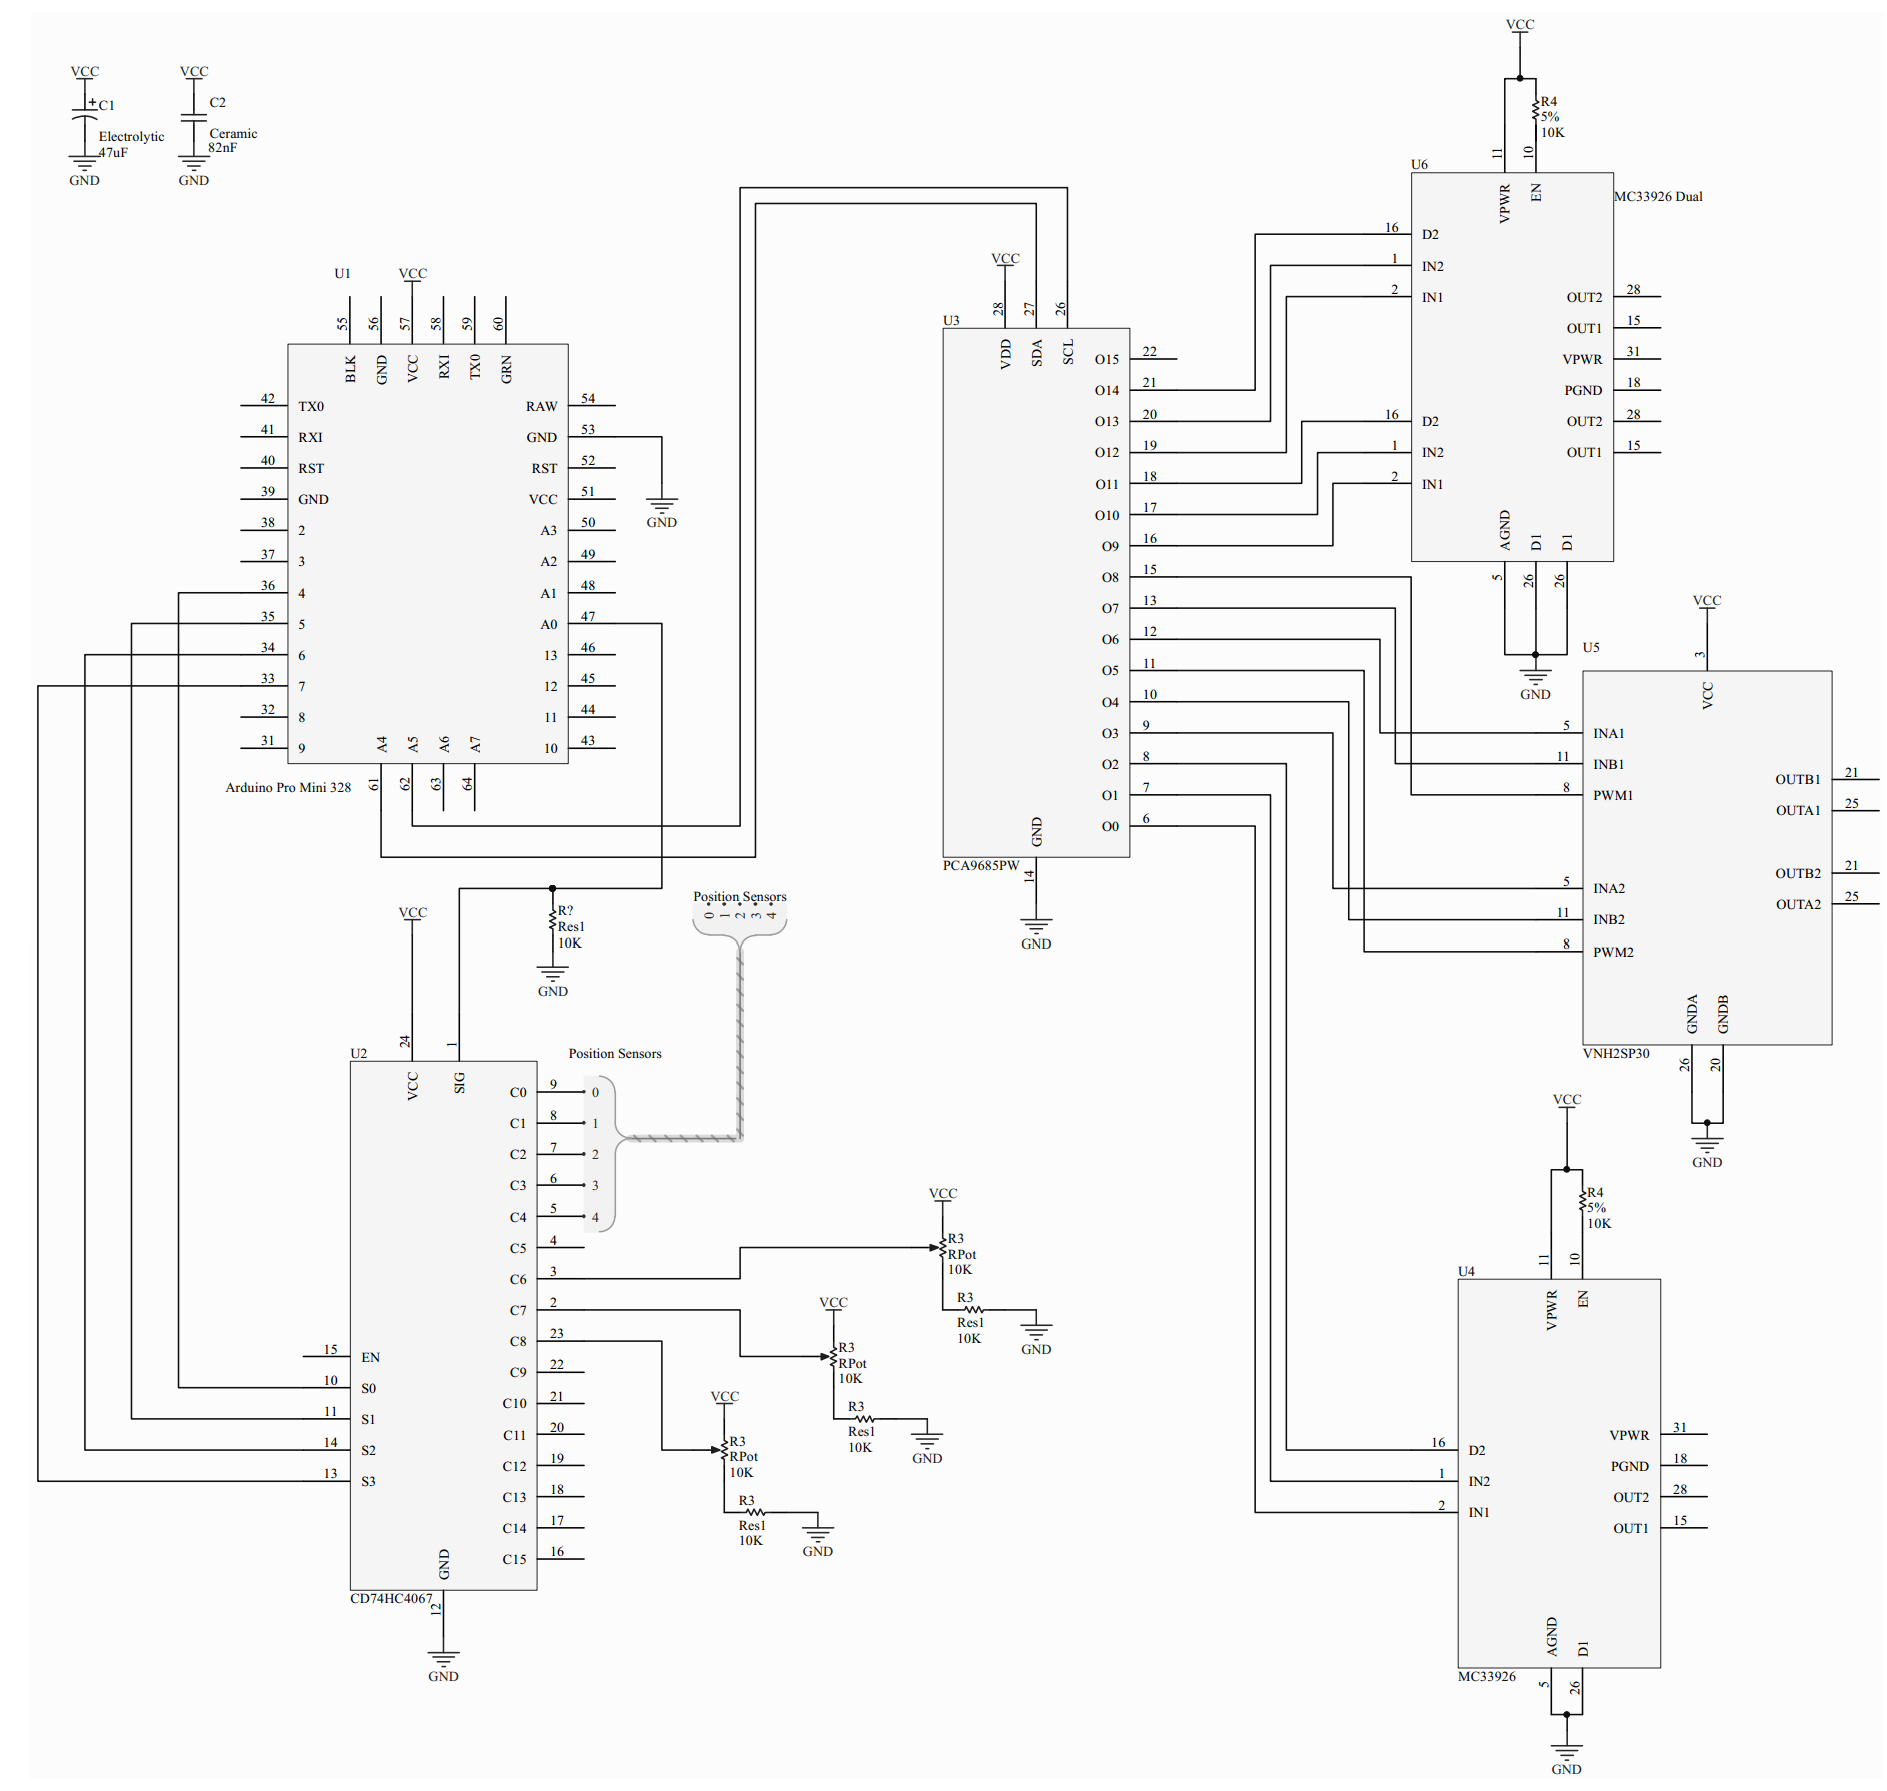 VCC
C1
Electrolytic
47uF
GND
VCC
C2
Ceramic
82nF
GND
U1
VCC
55
56
57
58
59
60
BLK
GND
VCC
RXI
TX0
GRN
42 TX0
41 RXI
40 RST
39 GND
38 2
37 3
36 4
35 5
34 6
33 7
32 8
31 9
RAW 54
GND 53
RST 52
VCC 51
A3 50
A2 49
A1 48
A0 47
13 46
12 45
11 44
10 43
GND
A4
A5
A6
A7
61
62
63
64
Arduino Pro Mini 328
R?
Res1
10K
GND
Position Sensors
0 1 2 3 4
VCC
24
1
U2
VCC
SIG
Position Sensors
C0 9 0
C1 8 1
C2 7 2
C3 6 3
C4 5 4
C5 4
C6 3
C7 2
C8 23
C9 22
C10 21
C11 20
C12 19
C13 18
C14 17
C15 16
15 EN
10 S0
11 S1
14 S2
13 S3
GND
CD74HC4067
12
GND
VCC
R3
RPot
10K
R3
Res1
10K
GND
VCC
R3
RPot
10K
R3
Res1
10K
GND
VCC
R3
RPot
10K
R3
Res1
10K
GND
VCC
28
27
26
U3
VDD
SDA
SCL
O15 22
O14 21
O13 20
O12 19
O11 18
O10 17
O9 16
O8 15
O7 13
O6 12
O5 11
O4 10
O3 9
O2 8
O1 7
O0 6
GND
PCA9685PW
14
GND
VCC
R4
5%
10K
11
10
U6
VPWR
EN
MC33926 Dual
16 D2
1 IN2
2 IN1
16 D2
1 IN2
2 IN1
OUT2 28
OUT1 15
VPWR 31
PGND 18
OUT2 28
OUT1 15
AGND
D1
D1
5
26
26
GND
VCC
3
U5
VCC
5 INA1
11 INB1
8 PWM1
5 INA2
11 INB2
8 PWM2
OUTB1 21
OUTA1 25
OUTB2 21
OUTA2 25
GNDA
GNDB
VNH2SP30
26
20
GND
VCC
R4
5%
10K
11
10
U4
VPWR
EN
16 D2
1 IN2
2 IN1
VPWR 31
PGND 18
OUT2 28
OUT1 15
AGND
D1
MC33926
5
26
GND